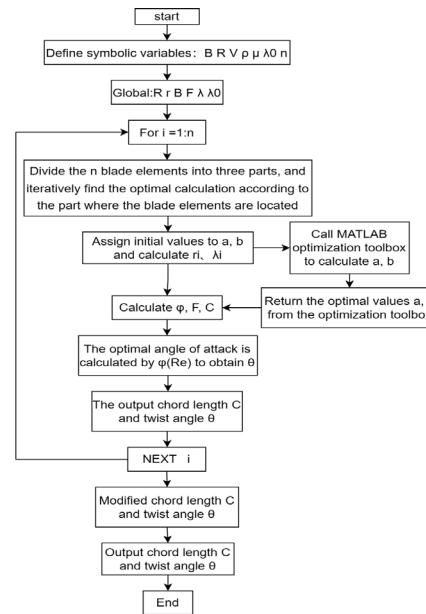 start
Define symbolic variables: B R V ρ μ λ0 n
Global:R r B F λ λ0
For i =1:n
Divide the n blade elements into three parts, and
iteratively find the optimal calculation according to
the part where the blade elements are located
Assign initial values to a, b
and calculate ri、λi
Call MATLAB
optimization toolbox
to calculate a, b
Return the optimal values a,
from the optimization toolbox
Calculate φ, F, C
The optimal angle of attack is
calculated by φ(Re) to obtain θ
The output chord length C
and twist angle θ
NEXT i
Modified chord length C
and twist angle θ
Output chord length C
and twist angle θ
End